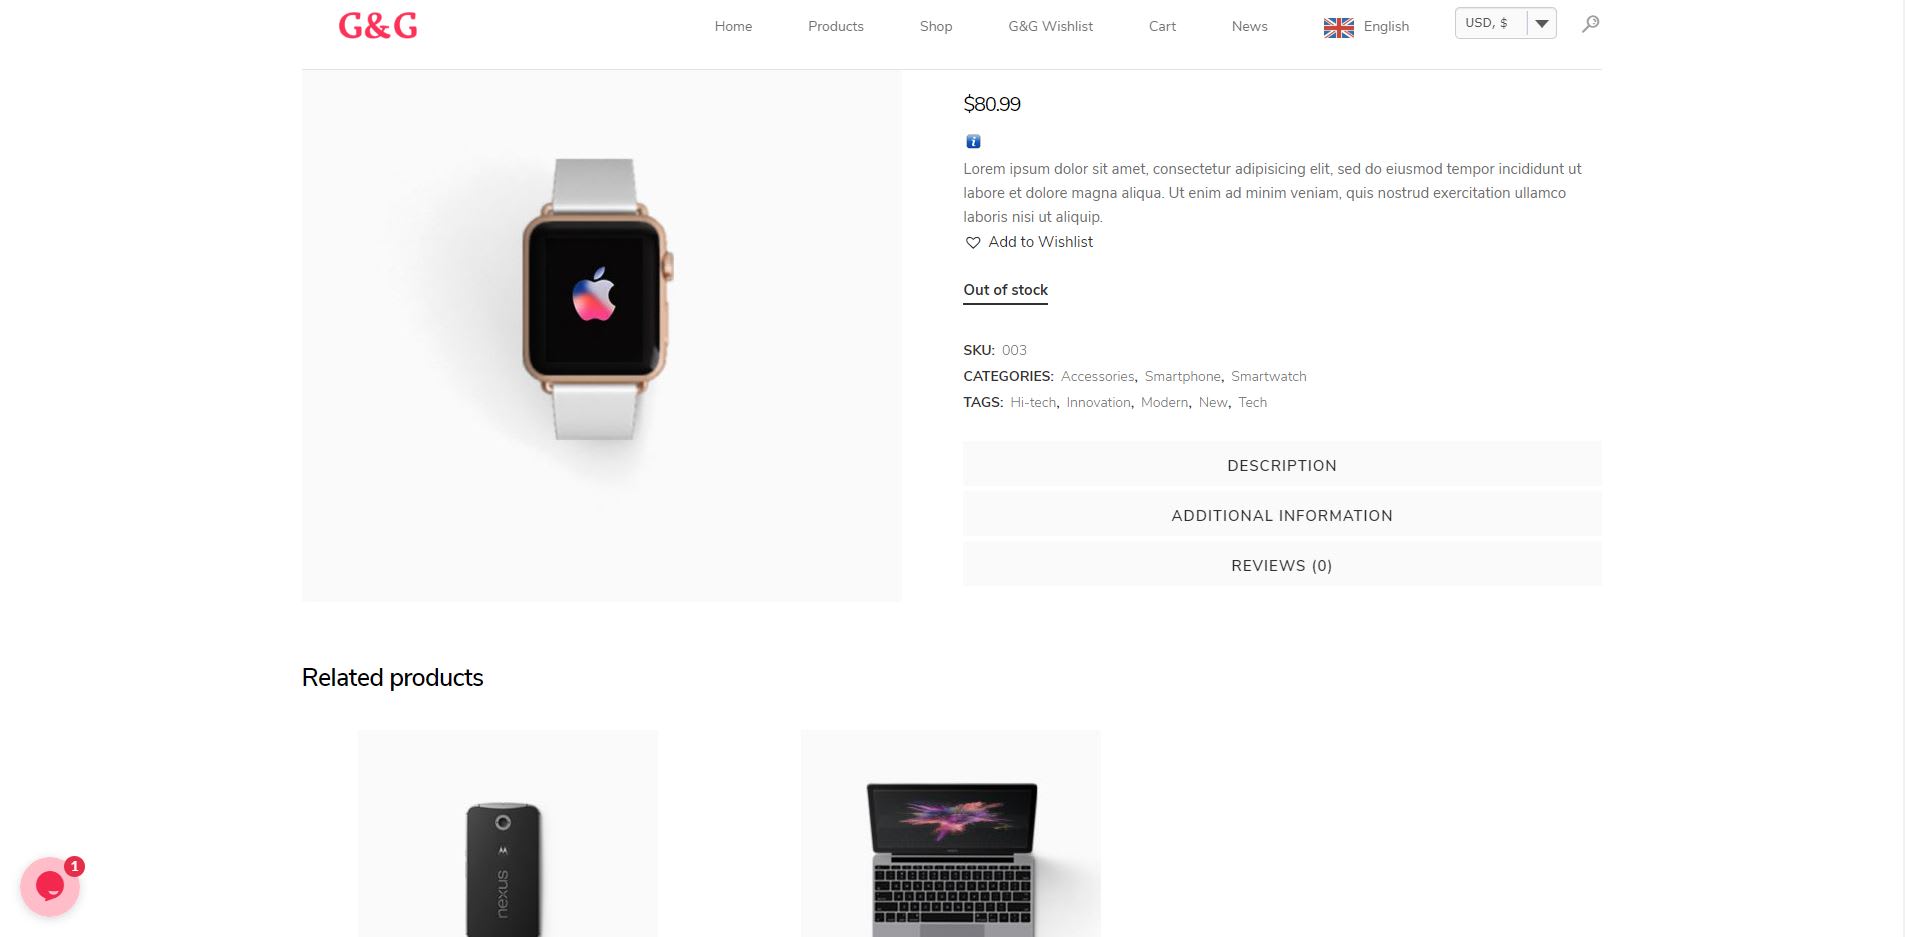 G&G
Home Products Shop G&G Wishlist Cart News English USD, $
$80.99
i
Lorem ipsum dolor sit amet, consectetur adipisicing elit, sed do eiusmod tempor incididunt ut
labore et dolore magna aliqua. Ut enim ad minim veniam, quis nostrud exercitation ullamco
laboris nisi ut aliquip.
Add to Wishlist
Out of stock
SKU: 003
CATEGORIES: Accessories, Smartphone, Smartwatch
TAGS: Hi-tech, Innovation, Modern, New, Tech
DESCRIPTION
ADDITIONAL INFORMATION
REVIEWS (0)
Related products
nexus
1